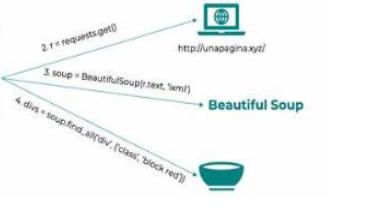 2. r = requests.get()
http://unapagina.xyz/
3. soup = BeautifulSoup(r.text, 'lxml')
Beautiful Soup
4. divs = soup.find_all('div', {'class', 'block red'})